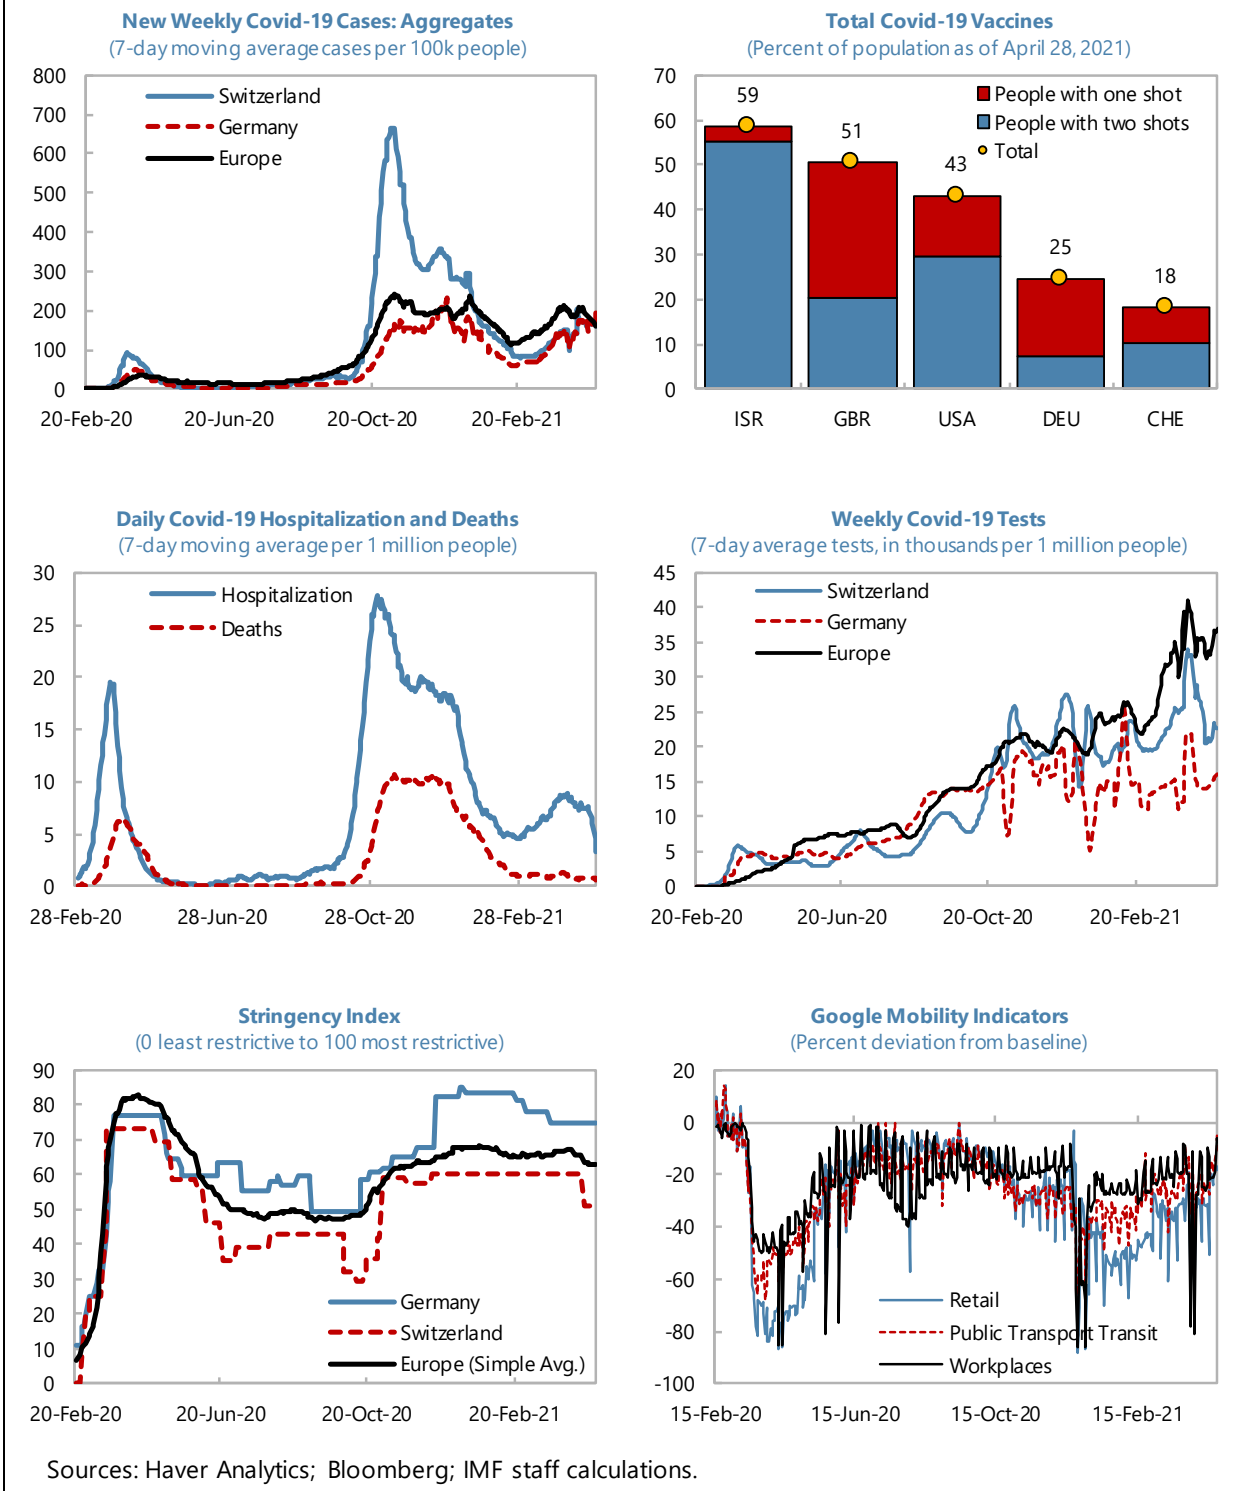 New Weekly Covid-19 Cases: Aggregates
(7-day moving average cases per 100k people)
800
700
600
500
400
300
200
100
0
Switzerland
Germany
Europe
20-Feb-20 20-Jun-20 20-Oct-20 20-Feb-21
Total Covid-19 Vaccines
(Percent of population as of April 28, 2021)
70
60
50
40
30
20
10
0
People with one shot
People with two shots
Total
59
51
43
25
18
ISR GBR USA DEU CHE
Daily Covid-19 Hospitalization and Deaths
(7-day moving average per 1 million people)
30
25
20
15
10
5
0
Hospitalization
Deaths
28-Feb-20 28-Jun-20 28-Oct-20 28-Feb-21
Weekly Covid-19 Tests
(7-day average tests, in thousands per 1 million people)
45
40
35
30
25
20
15
10
5
0
Switzerland
Germany
Europe
20-Feb-20 20-Jun-20 20-Oct-20 20-Feb-21
Stringency Index
(0 least restrictive to 100 most restrictive)
90
80
70
60
50
40
30
20
10
0
Germany
Switzerland
Europe (Simple Avg.)
20-Feb-20 20-Jun-20 20-Oct-20 20-Feb-21
Google Mobility Indicators
(Percent deviation from baseline)
20
0
-20
-40
-60
-80
-100
Retail
Public Transport Transit
Workplaces
15-Feb-20 15-Jun-20 15-Oct-20 15-Feb-21
Sources: Haver Analytics; Bloomberg; IMF staff calculations.